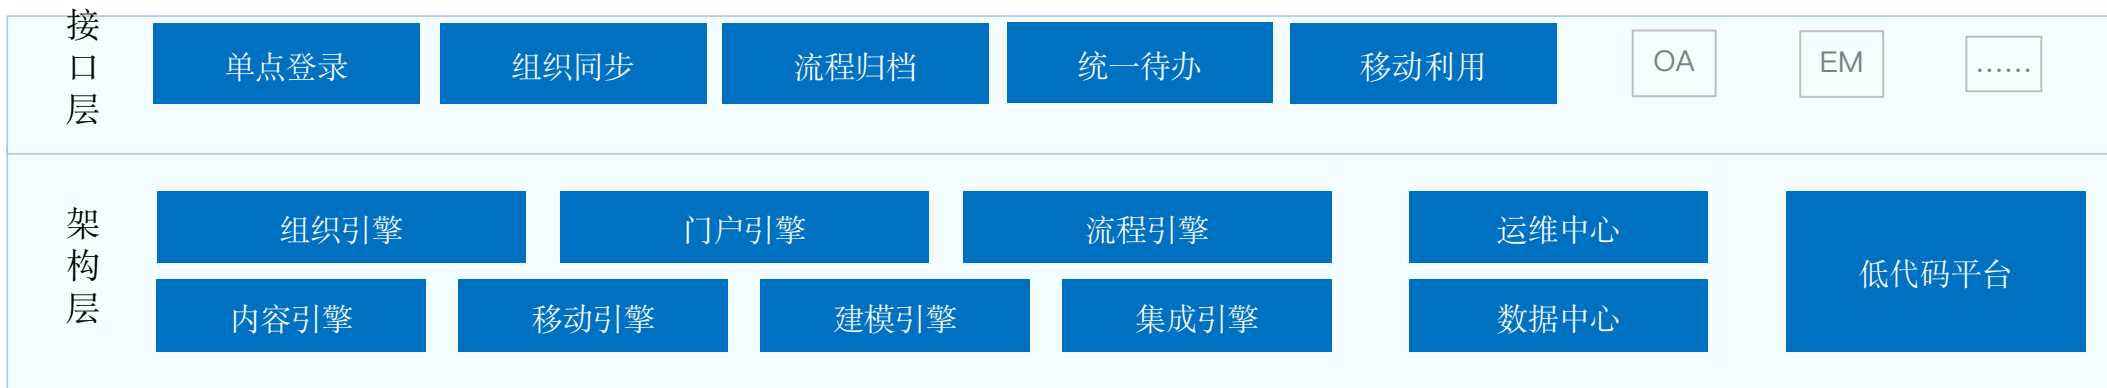 接口层
单点登录
组织同步
流程归档
统一待办
移动利用
OA
EM
……
架构层
组织引擎
门户引擎
流程引擎
运维中心
低代码平台
内容引擎
移动引擎
建模引擎
集成引擎
数据中心